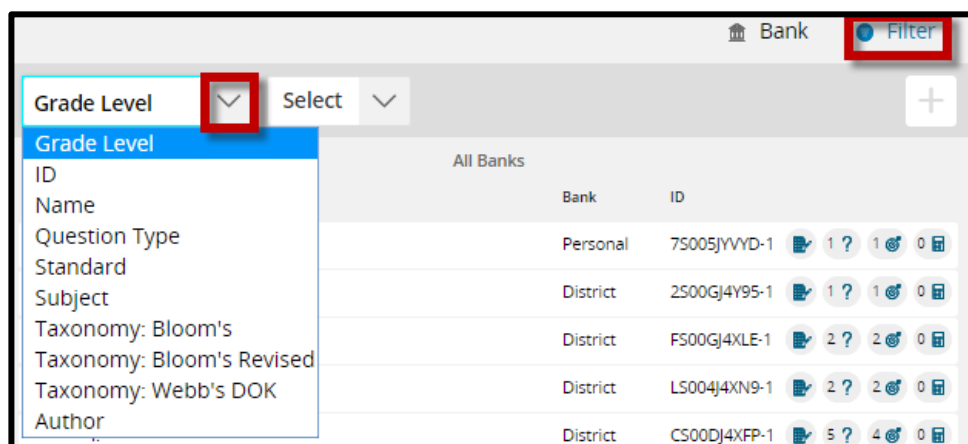 Bank Filter
Grade Level Select
Grade Level
ID
Name
Question Type
Standard
Subject
Taxonomy: Bloom's
Taxonomy: Bloom's Revised
Taxonomy: Webb's DOK
Author
All Banks
Bank ID
Personal 7S005JYVYD-1 1 ? 1 0
District 2S00GJ4Y95-1 1 ? 1 0
District FS00GJ4XLE-1 2 ? 2 0
District LS004J4XN9-1 2 ? 2 0
District CS00DJ4XFP-1 5 ? 4 0